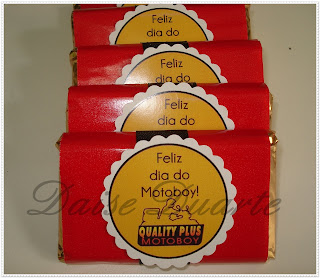 Feliz
dia do
Feliz
dia do
Feliz
dia do
Feliz
dia do
Motoboy!
QUALITY PLUS
MOTOBOY
Daise Duarte